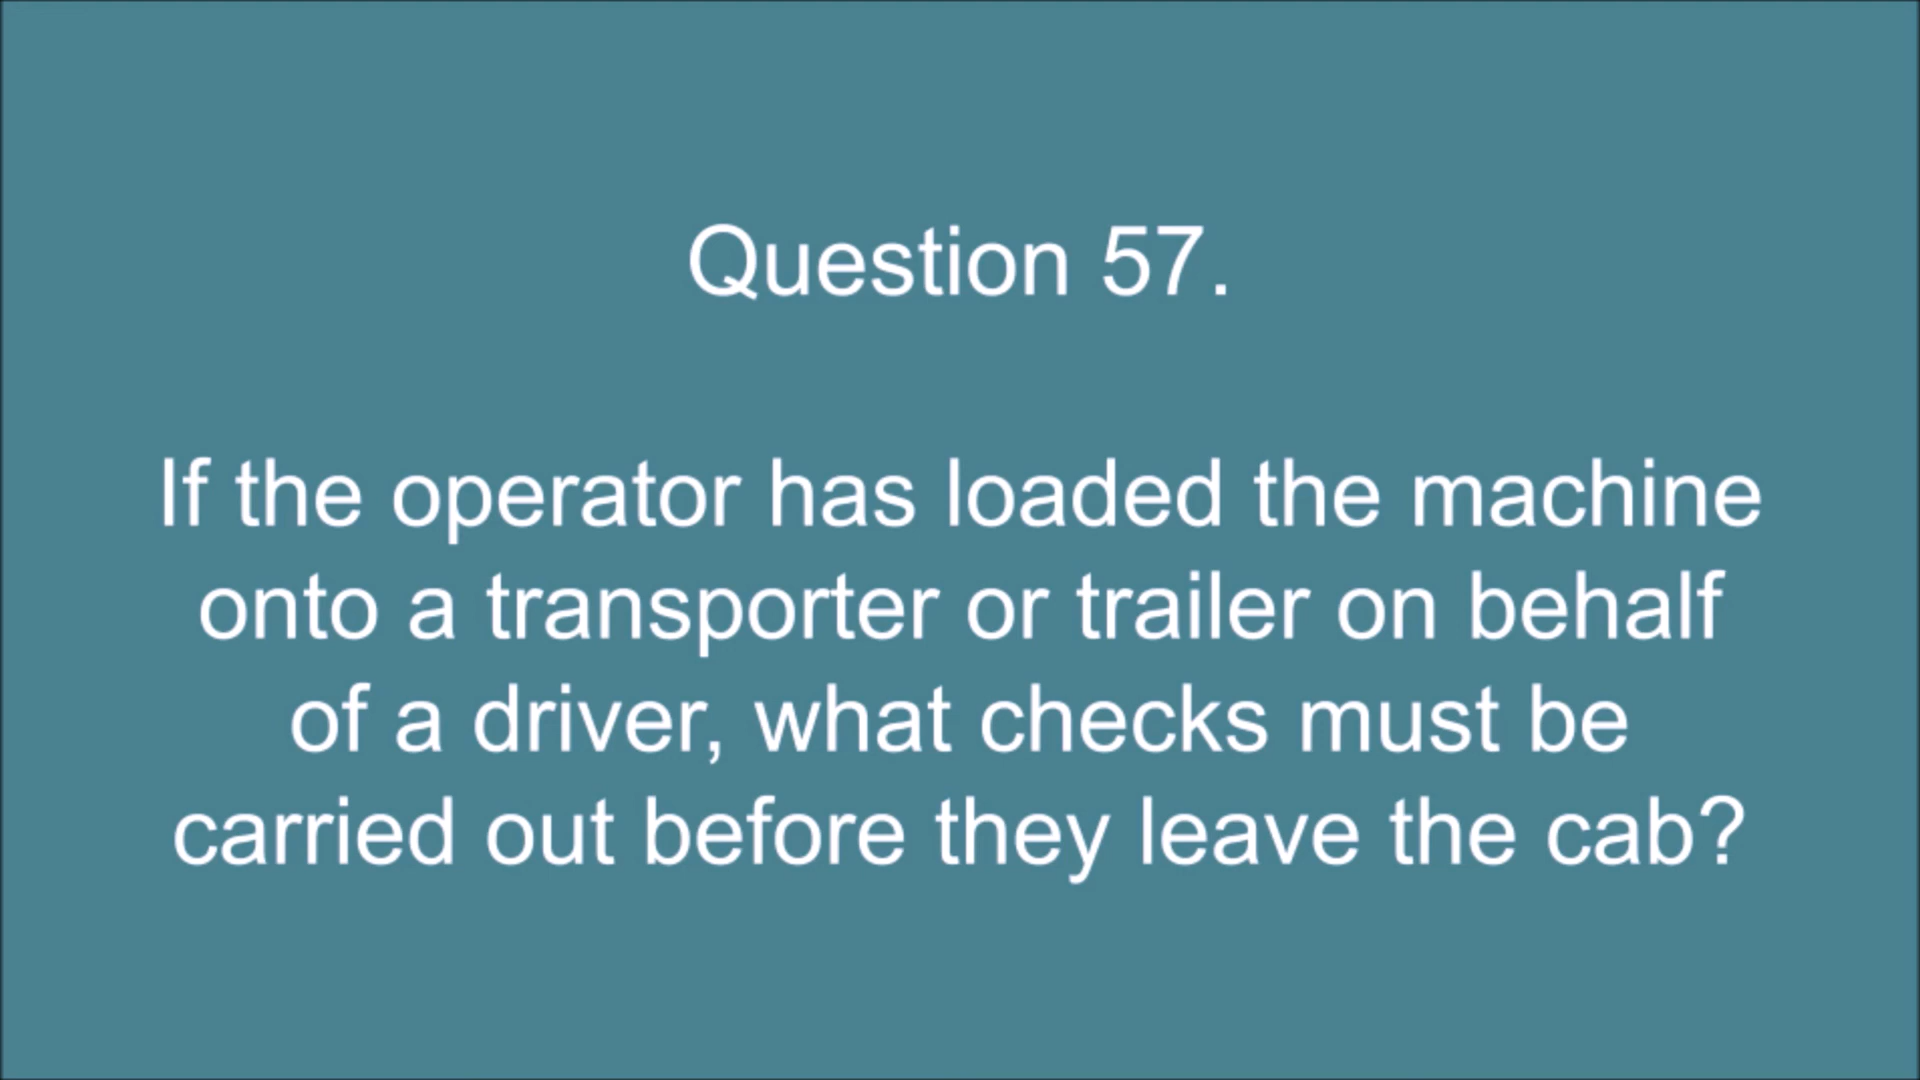 Question 57.
If the operator has loaded the machine
onto a transporter or trailer on behalf
of a driver, what checks must be
carried out before they leave the cab?